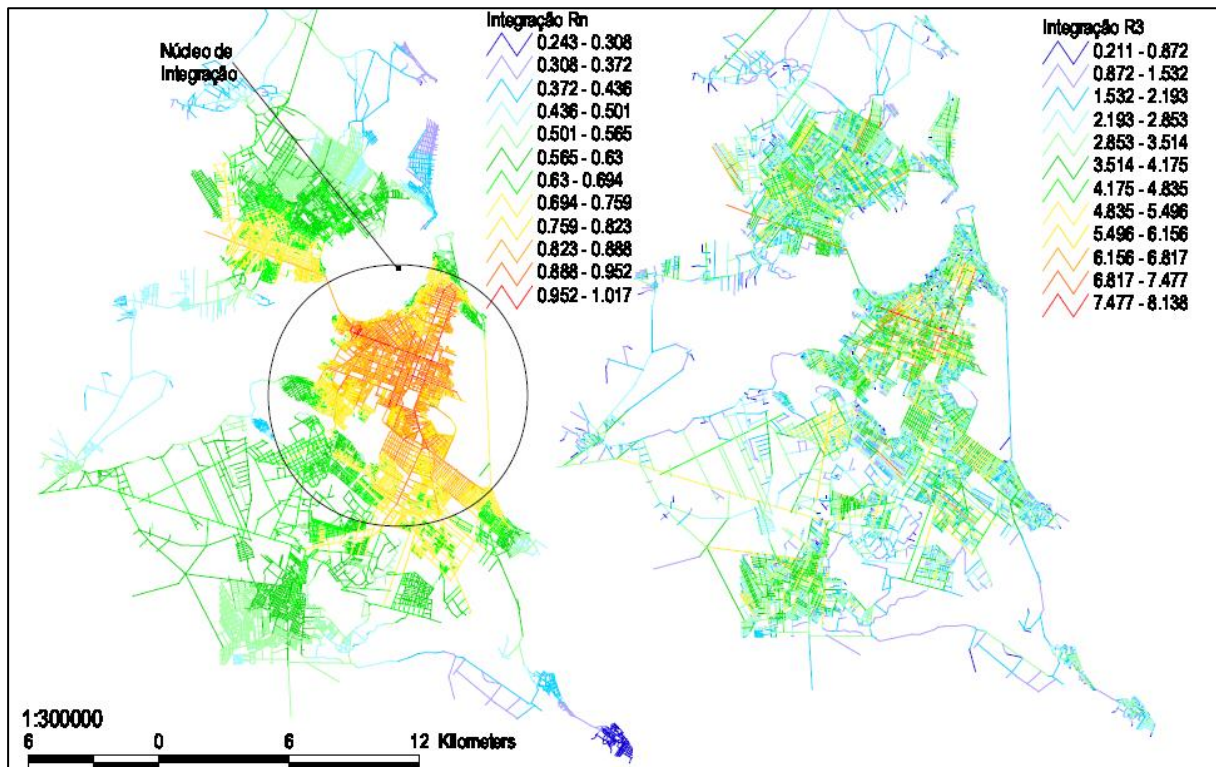 Núcleo de
Integração
Integração Rn
0.243 - 0.308
0.308 - 0.372
0.372 - 0.436
0.436 - 0.501
0.501 - 0.565
0.565 - 0.63
0.63 - 0.694
0.694 - 0.759
0.759 - 0.823
0.823 - 0.888
0.888 - 0.952
0.952 - 1.017
Integração R3
0.211 - 0.872
0.872 - 1.532
1.532 - 2.193
2.193 - 2.853
2.853 - 3.514
3.514 - 4.175
4.175 - 4.835
4.835 - 5.496
5.496 - 6.156
6.156 - 6.817
6.817 - 7.477
7.477 - 8.138
1:300000
6 0 6 12 Kilometers